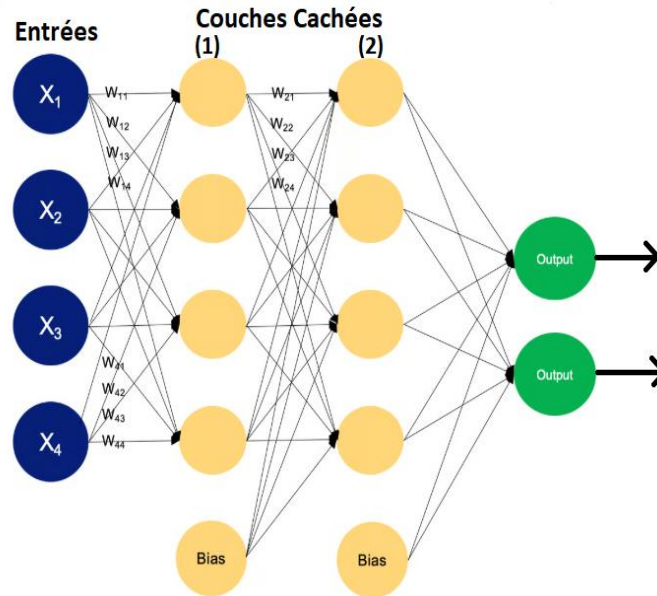 Entrées
Couches Cachées
(1)
(2)
X1
W11
W12
W13
W14
W21
W22
W23
W24
X2
X3
X4
W41
W42
W43
W44
Output
Output
Bias
Bias